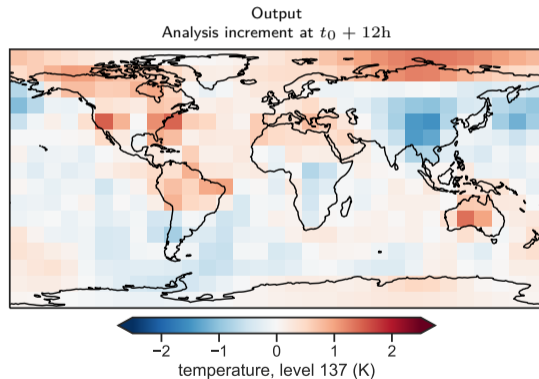 Output
Analysis increment at t₀ + 12h
−2 −1 0 1 2
temperature, level 137 (K)